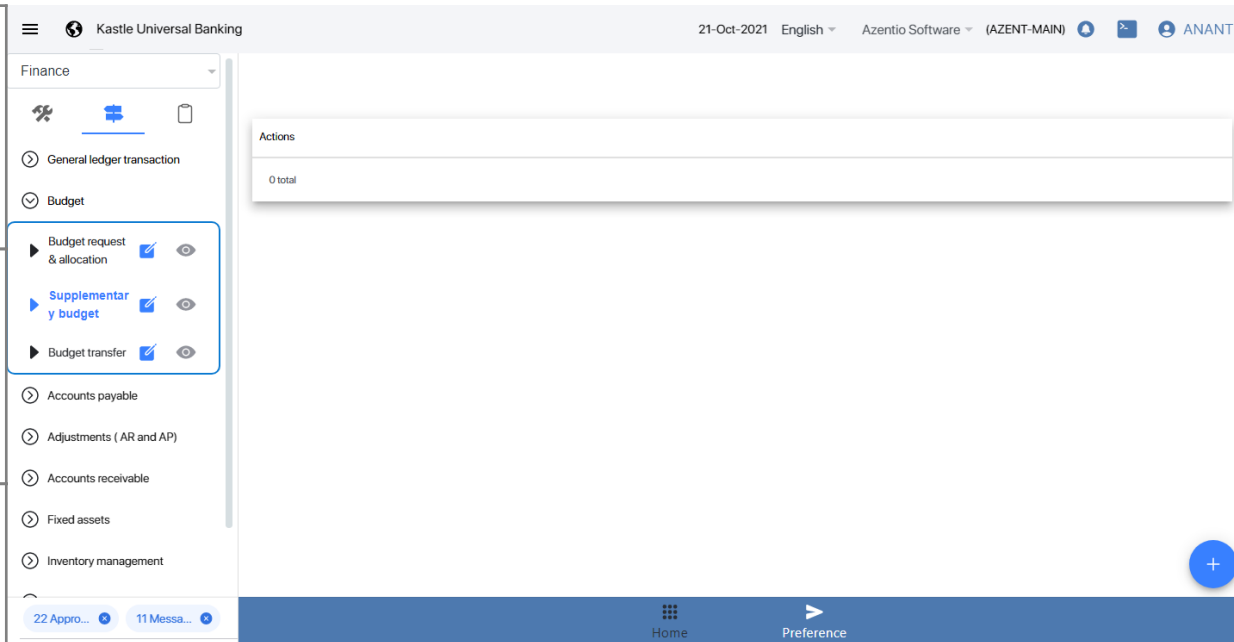 Kastle Universal Banking
21-Oct-2021 English Azentio Software (AZENT-MAIN) ANANT
Finance
General ledger transaction
Budget
Budget request
& allocation
Supplementar
y budget
Budget transfer
Accounts payable
Adjustments ( AR and AP)
Accounts receivable
Fixed assets
Inventory management
Actions
0 total
22 Appro... 11 Messa...
Home Preference